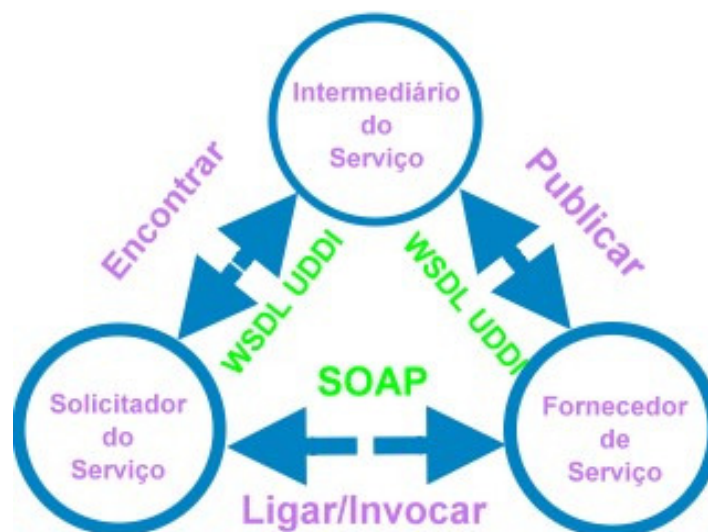 Intermediário
do
Serviço
Encontrar
Publicar
WSDL UDDI
WSDL UDDI
SOAP
Solicitador
do
Serviço
Fornecedor
de
Serviço
Ligar/Invocar